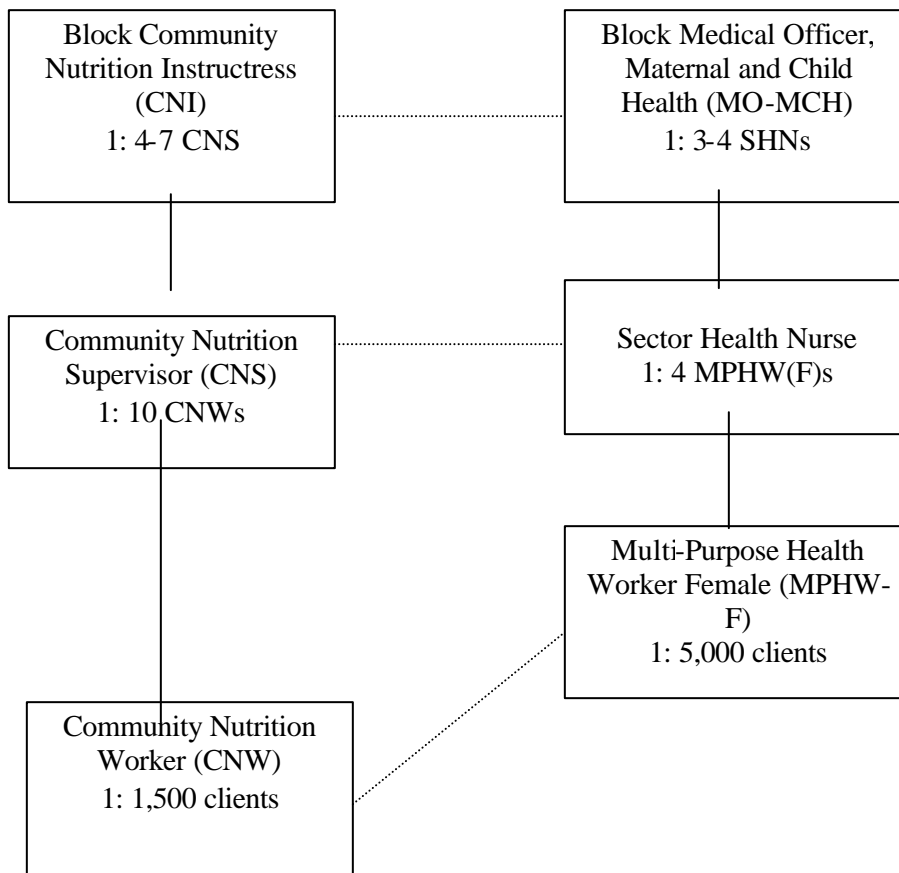 Block Community
Nutrition Instructress
(CNI)
1: 4-7 CNS
Block Medical Officer,
Maternal and Child
Health (MO-MCH)
1: 3-4 SHNs
Community Nutrition
Supervisor (CNS)
1: 10 CNWs
Sector Health Nurse
1: 4 MPHW(F)s
Multi-Purpose Health
Worker Female (MPHW-
F)
1: 5,000 clients
Community Nutrition
Worker (CNW)
1: 1,500 clients